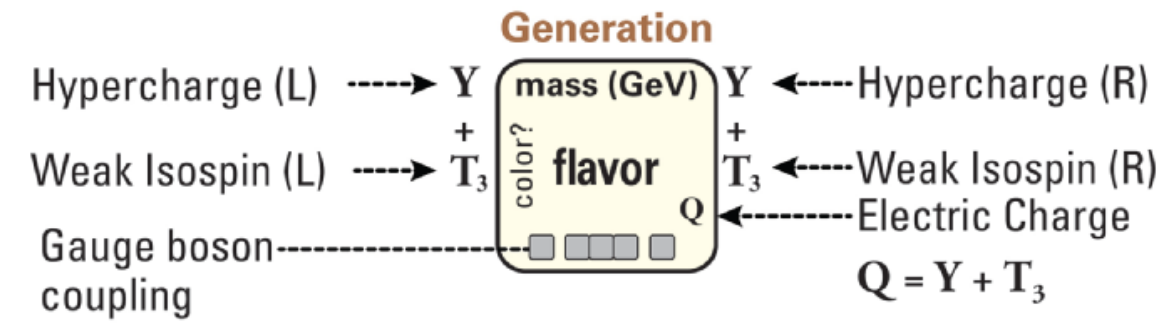 Generation
Hypercharge (L) Y mass (GeV) Y Hypercharge (R)
+ +
Weak Isospin (L) T₃ color? flavor T₃ Weak Isospin (R)
Q Electric Charge
Gauge boson
coupling
Q = Y + T₃